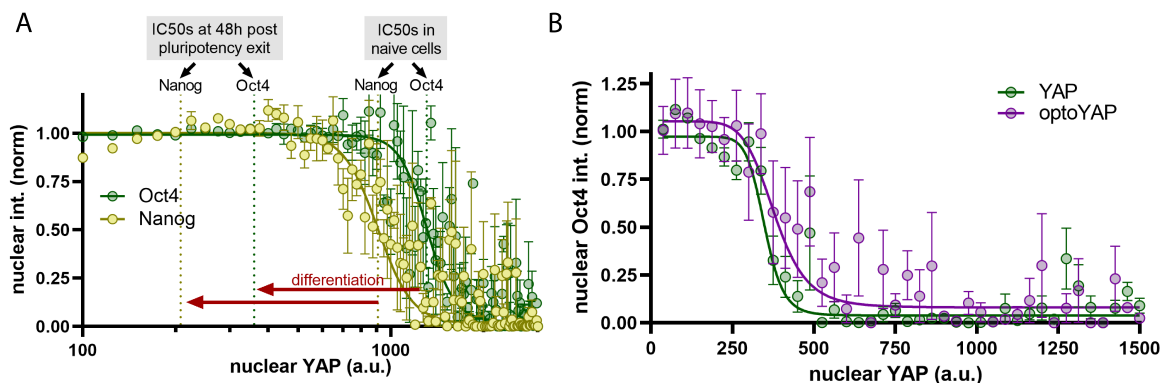 A
IC50s at 48h post
pluripotency exit
IC50s in
naive cells
Nanog
Oct4
Nanog
Oct4
nuclear int. (norm)
1.00
0.75
0.50
0.25
0.00
Oct4
Nanog
differentiation
100
1000
nuclear YAP (a.u.)
B
nuclear Oct4 int. (norm)
1.25
1.00
0.75
0.50
0.25
0.00
YAP
optoYAP
0
250
500
750
1000
1250
1500
nuclear YAP (a.u.)